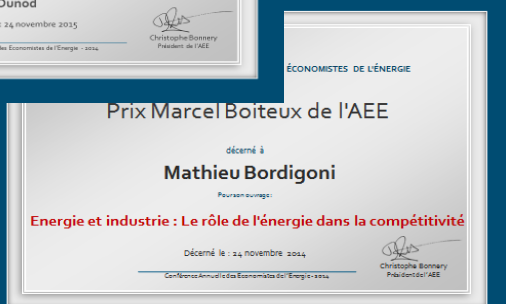 Dunod
: 24 novembre 2015
Christophe Bonnery
Président de l'AEE
des Economistes de l'Energie - 2014
ÉCONOMISTES DE L'ÉNERGIE
Prix Marcel Boiteux de l'AEE
décerné à
Mathieu Bordigoni
Pour son ouvrage :
Energie et industrie : Le rôle de l'énergie dans la compétitivité
Décerné le : 24 novembre 2014
Christophe Bonnery
Président de l'AEE
Conférence Annuelle des Economistes de l'Energie - 2014